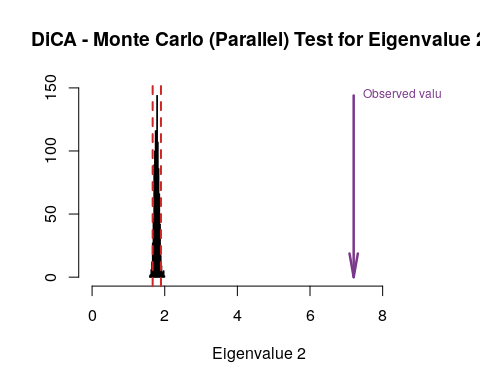 DiCA - Monte Carlo (Parallel) Test for Eigenvalue 2
Observed valu
150
100
50
0
0 2 4 6 8
Eigenvalue 2